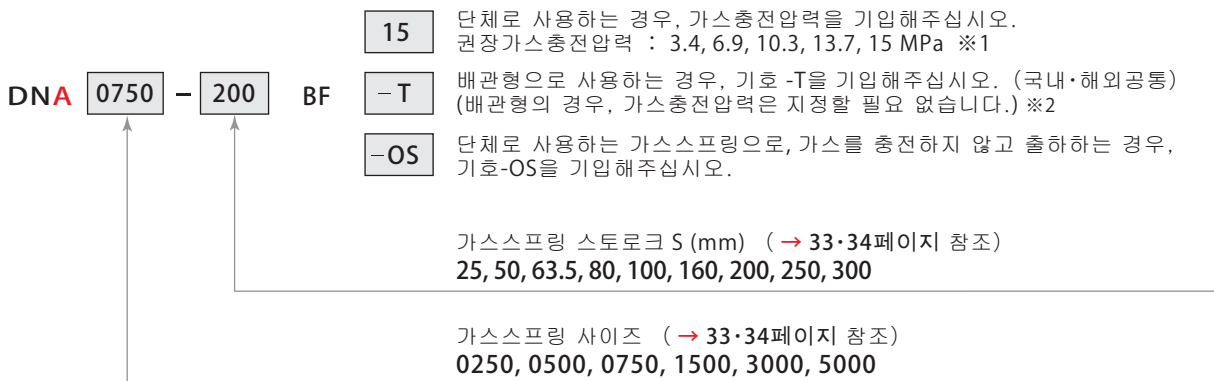 15 단체로 사용하는 경우, 가스충전압력을 기입해주십시오.
권장가스충전압력 : 3.4, 6.9, 10.3, 13.7, 15 MPa ※1
DNA 0750 - 200 BF -T 배관형으로 사용하는 경우, 기호 -T을 기입해주십시오. (국내·해외공통)
(배관형의 경우, 가스충전압력은 지정할 필요 없습니다.) ※2
-OS 단체로 사용하는 가스스프링으로, 가스를 충전하지 않고 출하하는 경우,
기호-OS을 기입해주십시오.
가스스프링 스토로크 S (mm) ( → 33·34페이지 참조)
25, 50, 63.5, 80, 100, 160, 200, 250, 300
가스스프링 사이즈 ( → 33·34페이지 참조)
0250, 0500, 0750, 1500, 3000, 5000